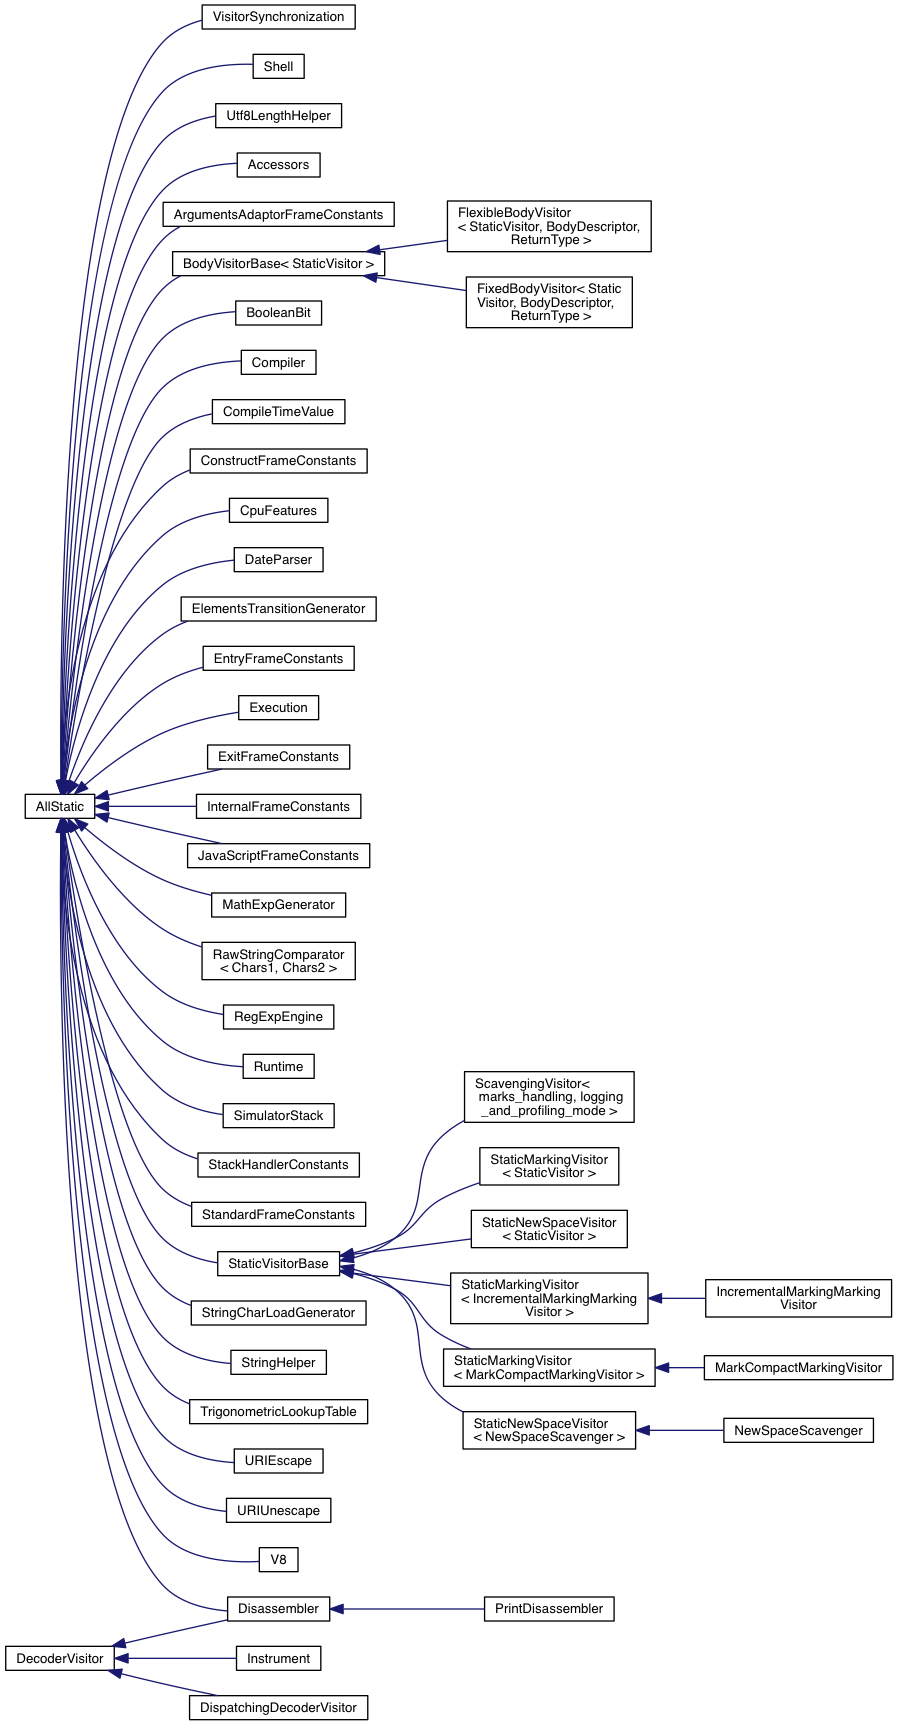 VisitorSynchronization
Shell
Utf8LengthHelper
Accessors
ArgumentsAdaptorFrameConstants
FlexibleBodyVisitor
< StaticVisitor, BodyDescriptor,
ReturnType >
BodyVisitorBase< StaticVisitor >
FixedBodyVisitor< Static
Visitor, BodyDescriptor,
ReturnType >
BooleanBit
Compiler
CompileTimeValue
ConstructFrameConstants
CpuFeatures
DateParser
ElementsTransitionGenerator
EntryFrameConstants
Execution
ExitFrameConstants
AllStatic
InternalFrameConstants
JavaScriptFrameConstants
MathExpGenerator
RawStringComparator
< Chars1, Chars2 >
RegExpEngine
Runtime
ScavengingVisitor<
marks_handling, logging
_and_profiling_mode >
SimulatorStack
StackHandlerConstants
StaticMarkingVisitor
< StaticVisitor >
StandardFrameConstants
StaticNewSpaceVisitor
< StaticVisitor >
StaticVisitorBase
StaticMarkingVisitor
< IncrementalMarkingMarking
Visitor >
IncrementalMarkingMarking
Visitor
StringCharLoadGenerator
StringHelper
StaticMarkingVisitor
< MarkCompactMarkingVisitor >
MarkCompactMarkingVisitor
TrigonometricLookupTable
StaticNewSpaceVisitor
< NewSpaceScavenger >
NewSpaceScavenger
URIEscape
URIUnescape
V8
Disassembler
PrintDisassembler
DecoderVisitor
Instrument
DispatchingDecoderVisitor